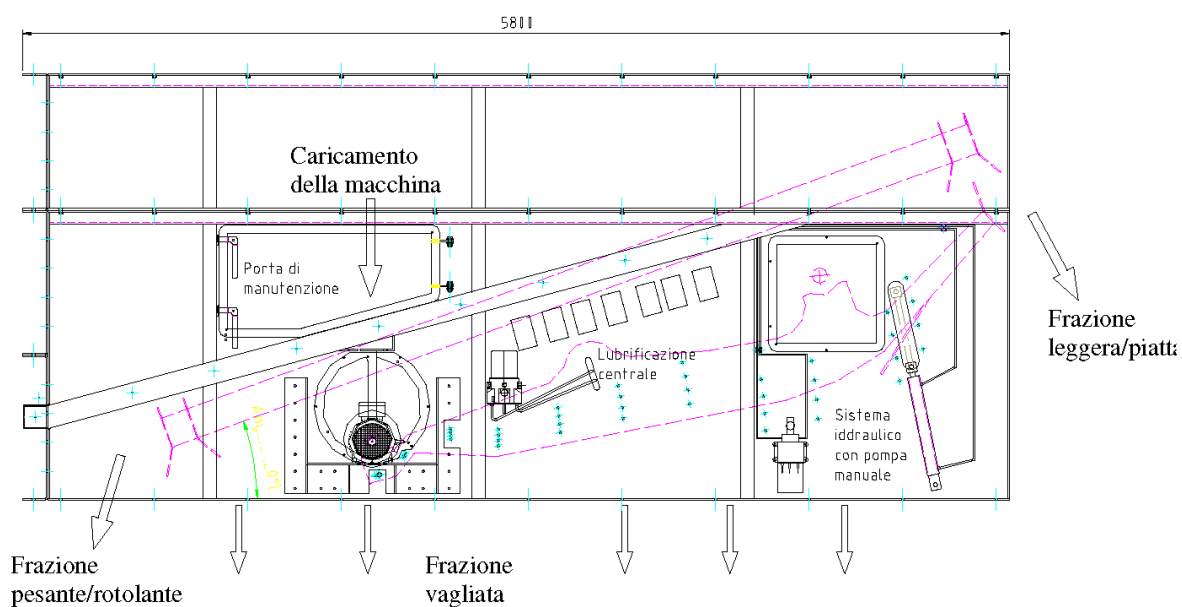 5800
Caricamento
della macchina
Porta di
manutenzione
Lubrificazione
centrale
Frazione
leggera/piatta
Sistema
iddraulico
con pompa
manuale
Frazione
pesante/rotolante
Frazione
vagliata